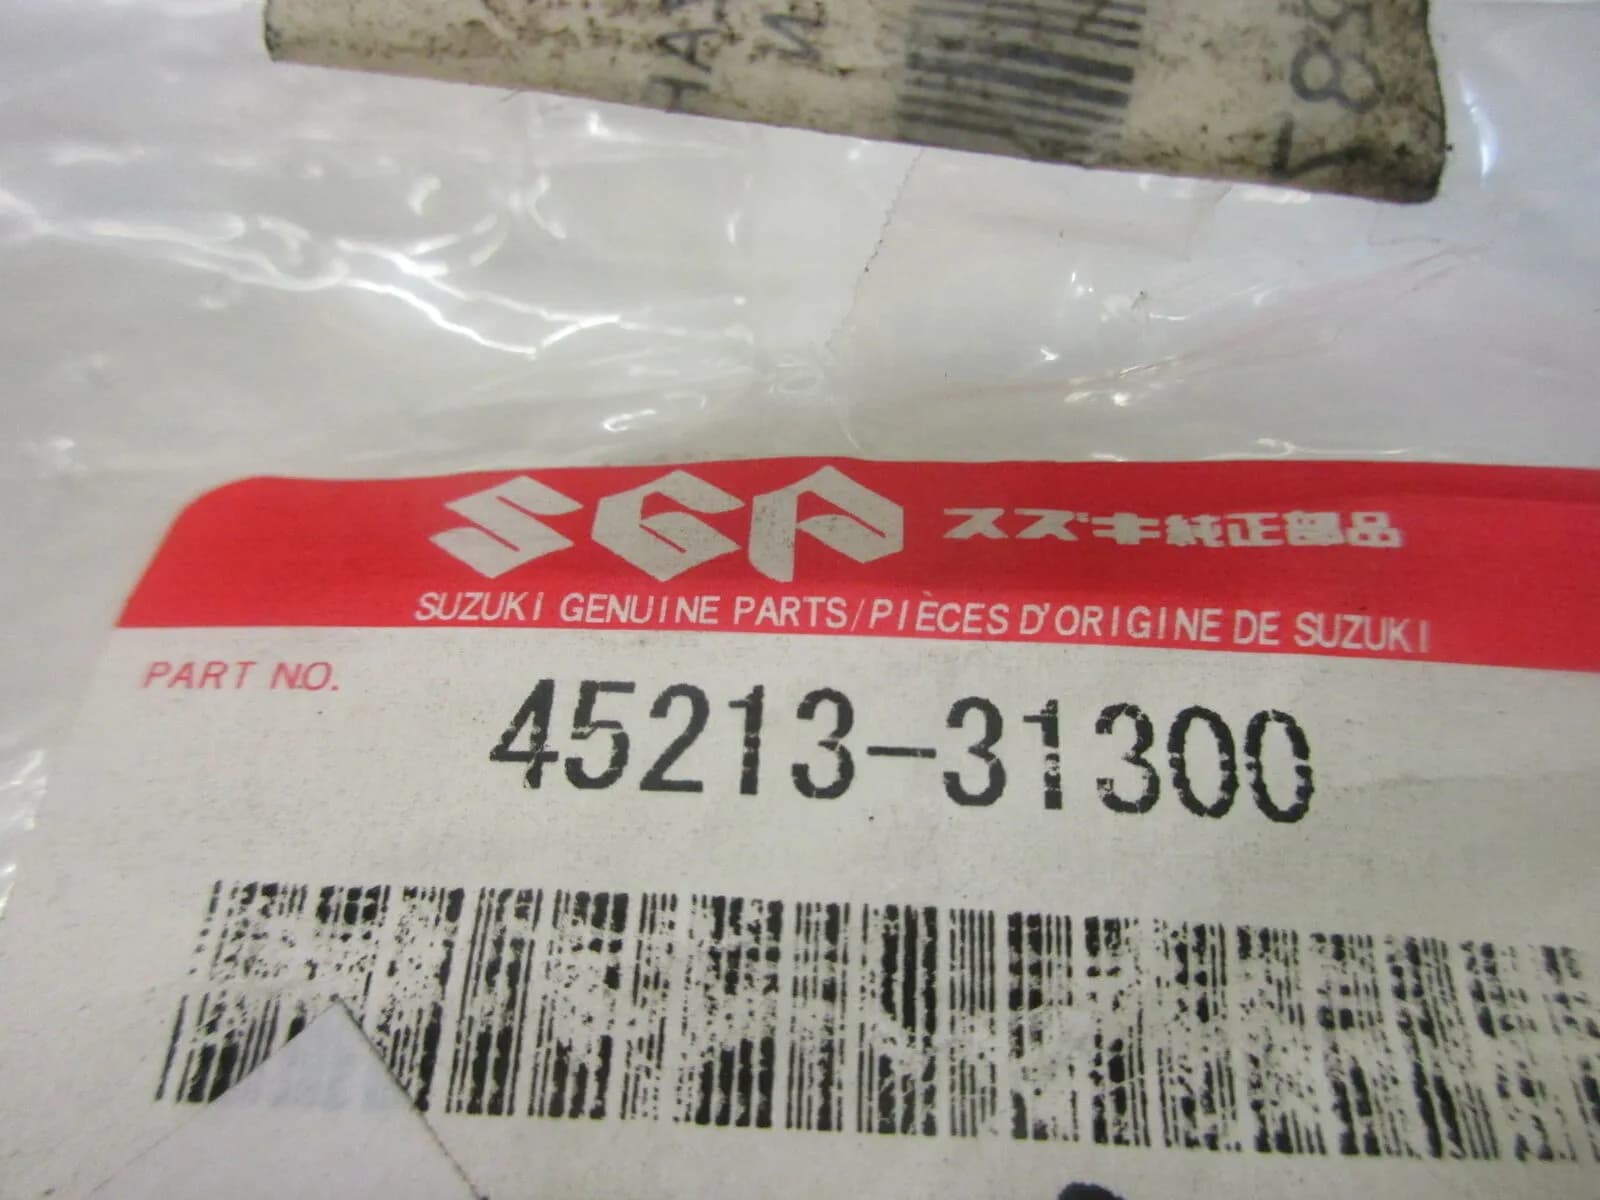 SGP スズキ純正部品
SUZUKI GENUINE PARTS/PIÈCES D'ORIGINE DE SUZUKI
PART NO. 45213-31300